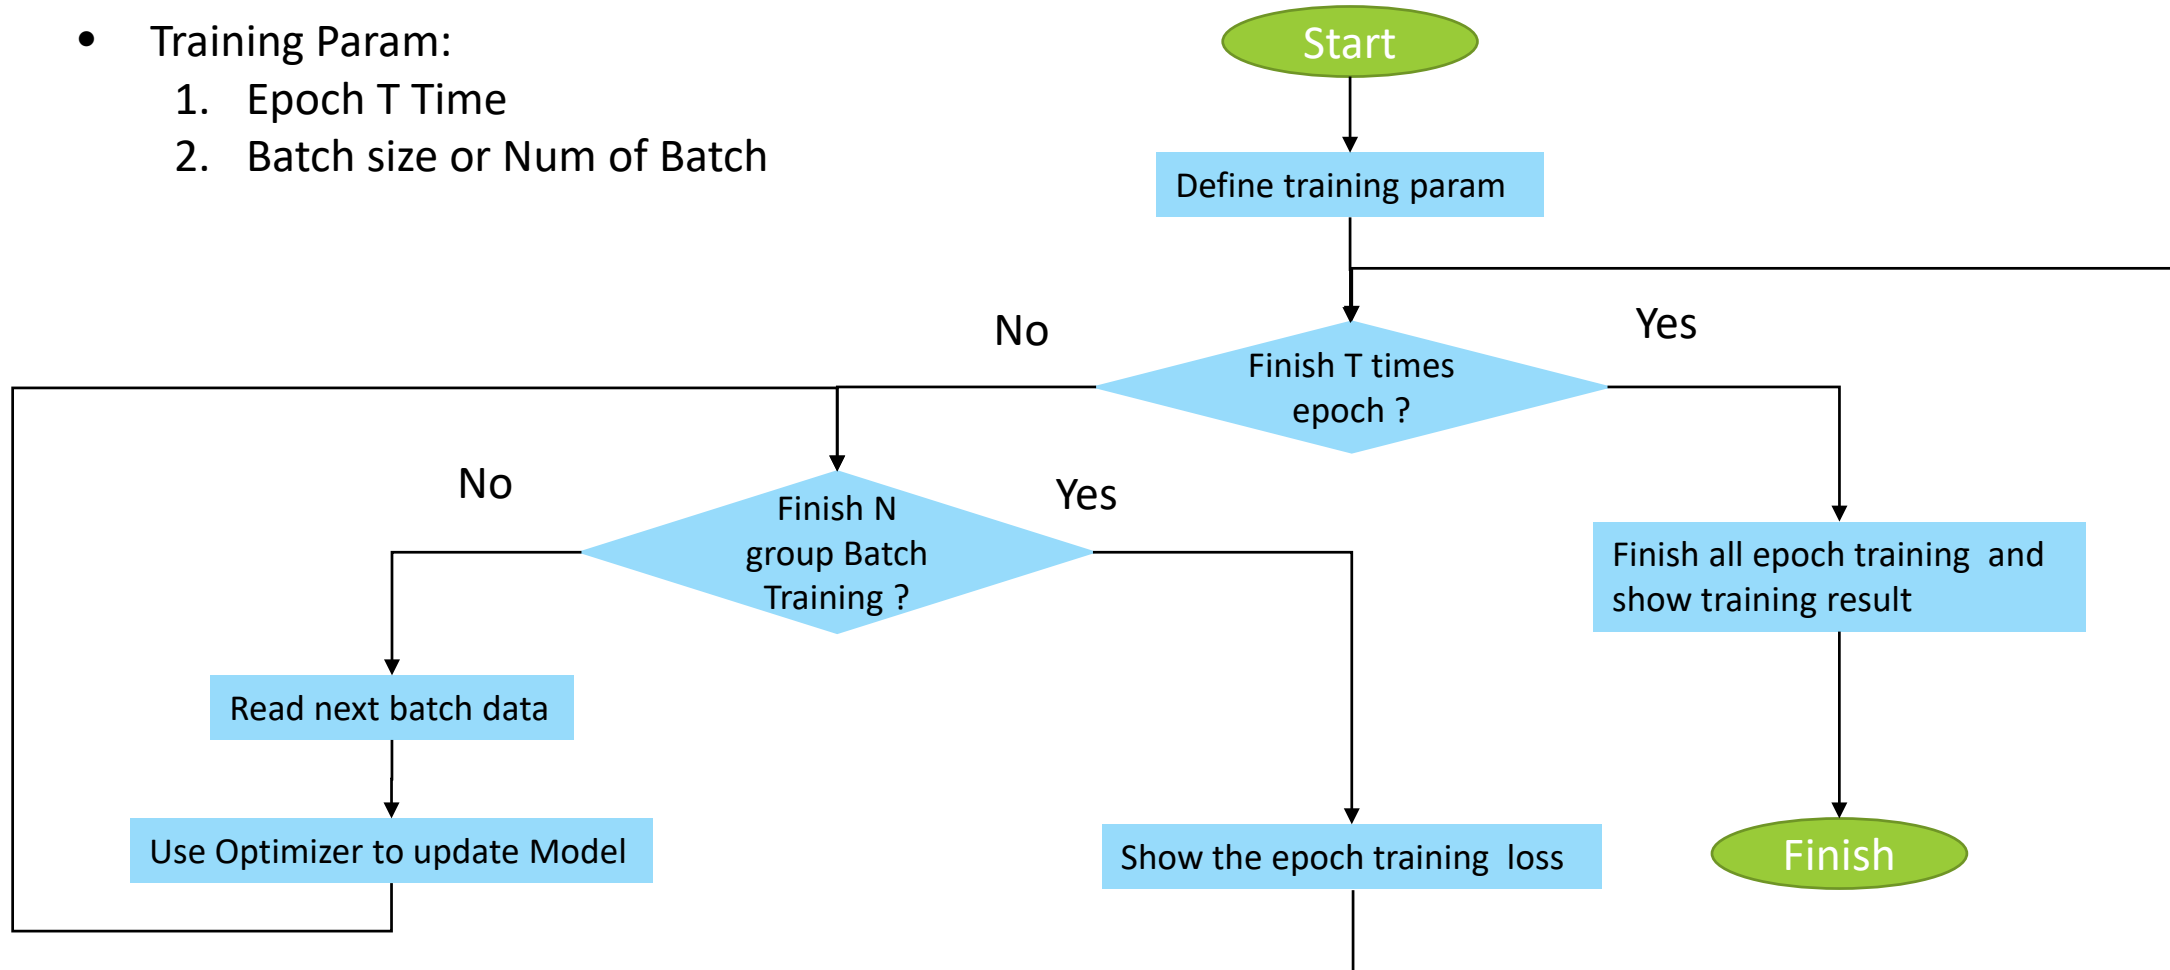 • Training Param:
1. Epoch T Time
2. Batch size or Num of Batch
Start
Define training param
No
Yes
Finish T times
epoch ?
No
Yes
Finish N
group Batch
Training ?
Finish all epoch training  and
show training result
Read next batch data
Use Optimizer to update Model
Show the epoch training  loss
Finish